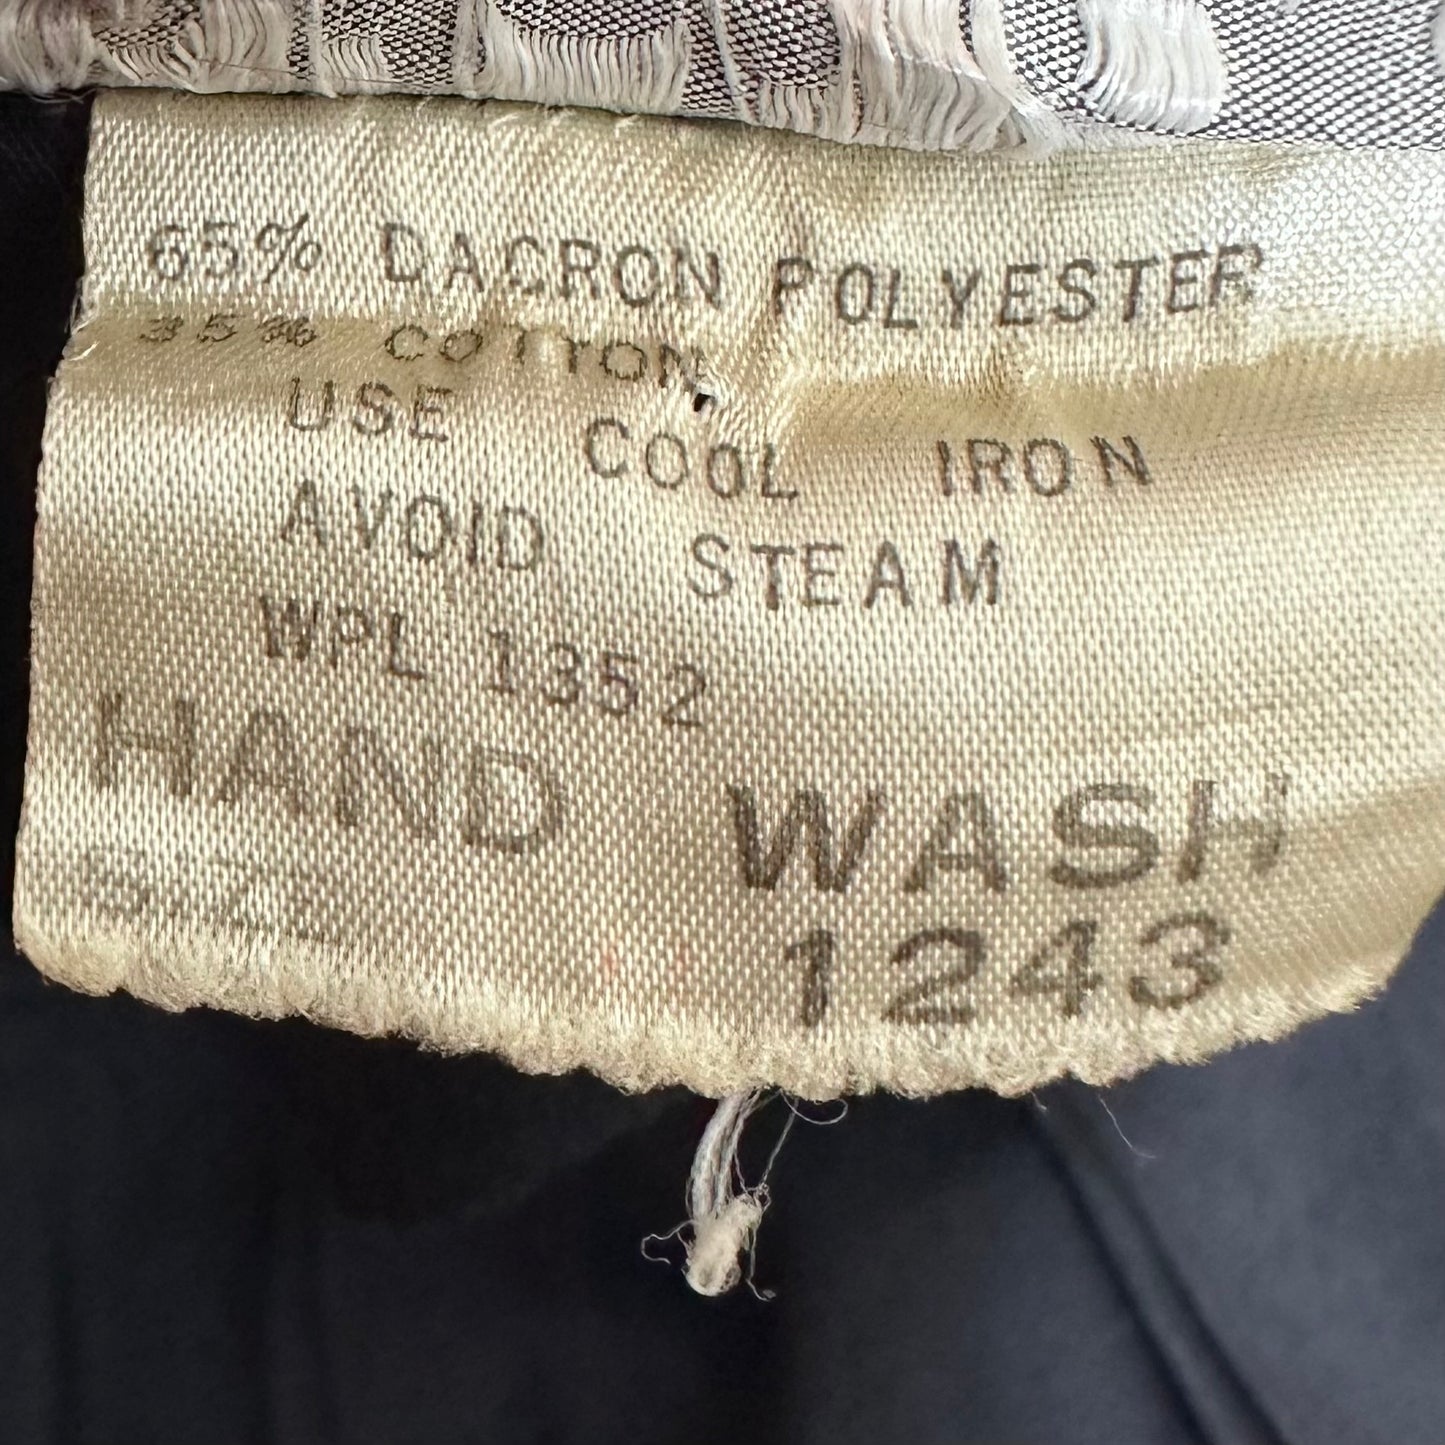 65% DACRON POLYESTER
35% COTTON
USE COOL IRON
AVOID STEAM
WPL 1352
HAND WASH
1243